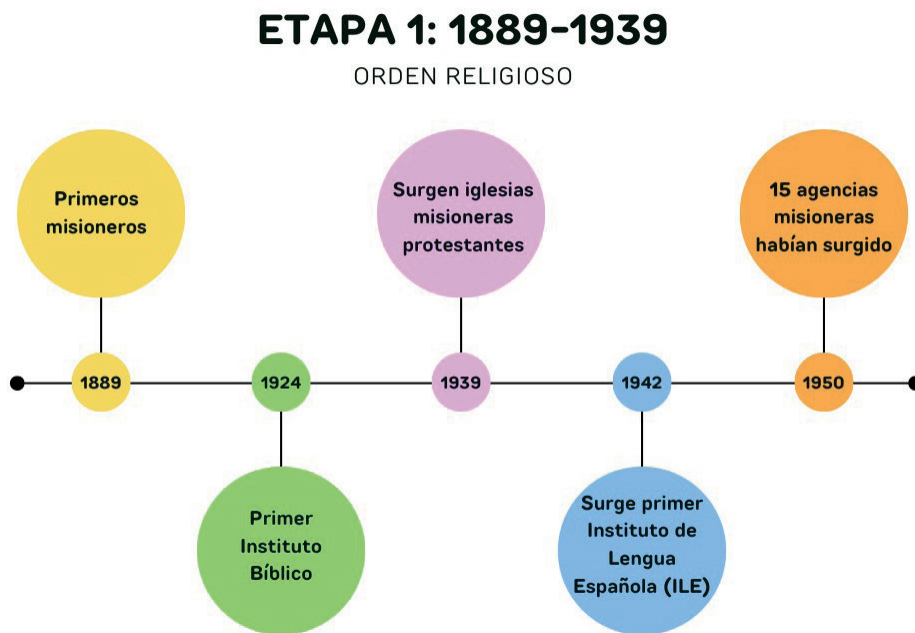 ETAPA 1: 1889-1939
ORDEN RELIGIOSO
Primeros
misioneros
1889
Primer
Instituto
Bíblico
1924
Surgen iglesias
misioneras
protestantes
1939
Surge primer
Instituto de
Lengua
Española (ILE)
1942
15 agencias
misioneras
habían surgido
1950